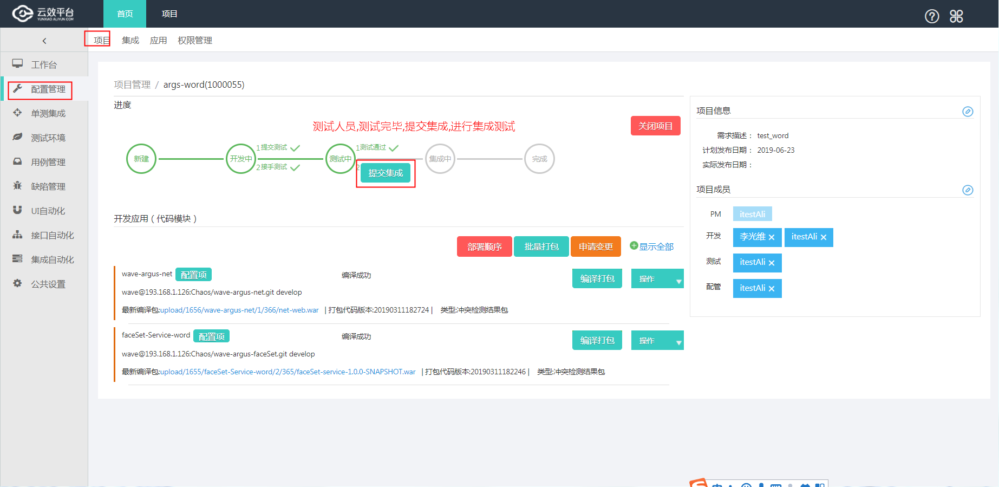 云效平台
YUNXIAO.ALIYUN.COM
首页
项目
项目
集成
应用
权限管理
工作台
配置管理
单测集成
测试环境
用例管理
缺陷管理
UI自动化
接口自动化
集成自动化
公共设置
项目管理 / args-word(1000055)
进度
测试人员,测试完毕,提交集成,进行集成测试
关闭项目
新建
开发中
1提交测试
2接手测试
测试中
1测试通过
2
提交集成
集成中
完成
开发应用（代码模块）
部署顺序
批量打包
申请变更
显示全部
wave-argus-net 配置项
编译成功
编译打包
操作
wave@193.168.1.126:Chaos/wave-argus-net.git develop
最新编译包:upload/1656/wave-argus-net/1/366/net-web.war | 打包代码版本:20190311182724 | 类型:冲突检测结果包
faceSet-Service-word 配置项
编译成功
编译打包
操作
wave@193.168.1.126:Chaos/wave-argus-faceSet.git develop
最新编译包:upload/1655/faceSet-Service-word/2/365/faceSet-service-1.0.0-SNAPSHOT.war | 打包代码版本:20190311182246 | 类型:冲突检测结果包
项目信息
需求描述： test_word
计划发布日期： 2019-06-23
实际发布日期：
项目成员
PM itestAli
开发 李光维 × itestAli ×
测试 itestAli ×
配管 itestAli ×